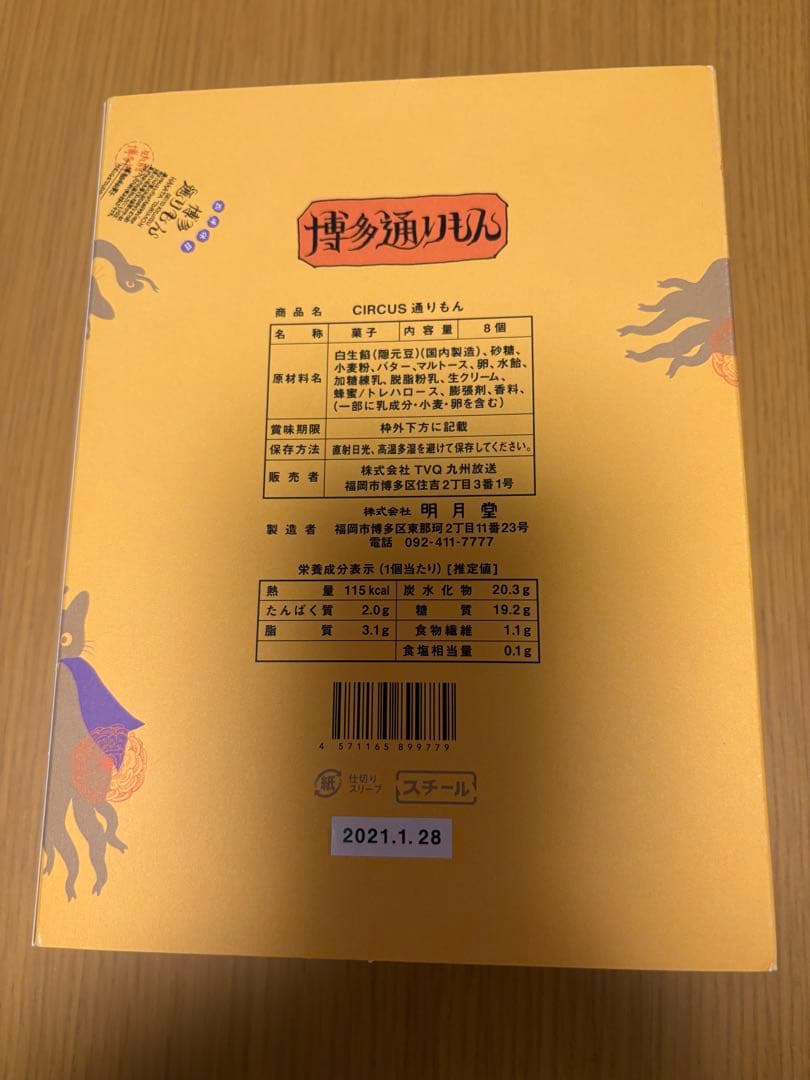 博多通りもん
博多
通りもん
商品名 CIRCUS 通りもん
名称 菓子 内容量 8個
原材料名 白生餡(隠元豆)(国内製造)、砂糖、
小麦粉、バター、マルトース、卵、水飴、
加糖練乳、脱脂粉乳、生クリーム、
蜂蜜/トレハロース、膨張剤、香料、
(一部に乳成分・小麦・卵を含む)
賞味期限 枠外下方に記載
保存方法 直射日光、高温多湿を避けて保存してください。
販売者 株式会社 TVQ 九州放送
福岡市博多区住吉2丁目3番1号
株式会社 明月堂
製造者 福岡市博多区東那珂2丁目11番23号
電話 092-411-7777
栄養成分表示(1個当たり)[推定値]
熱量 115kcal 炭水化物 20.3g
たんぱく質 2.0g 糖質 19.2g
脂質 3.1g 食物繊維 1.1g
食塩相当量 0.1g
4 571165 899779
紙 仕切り
スリーブ
スチール
2021.1.28